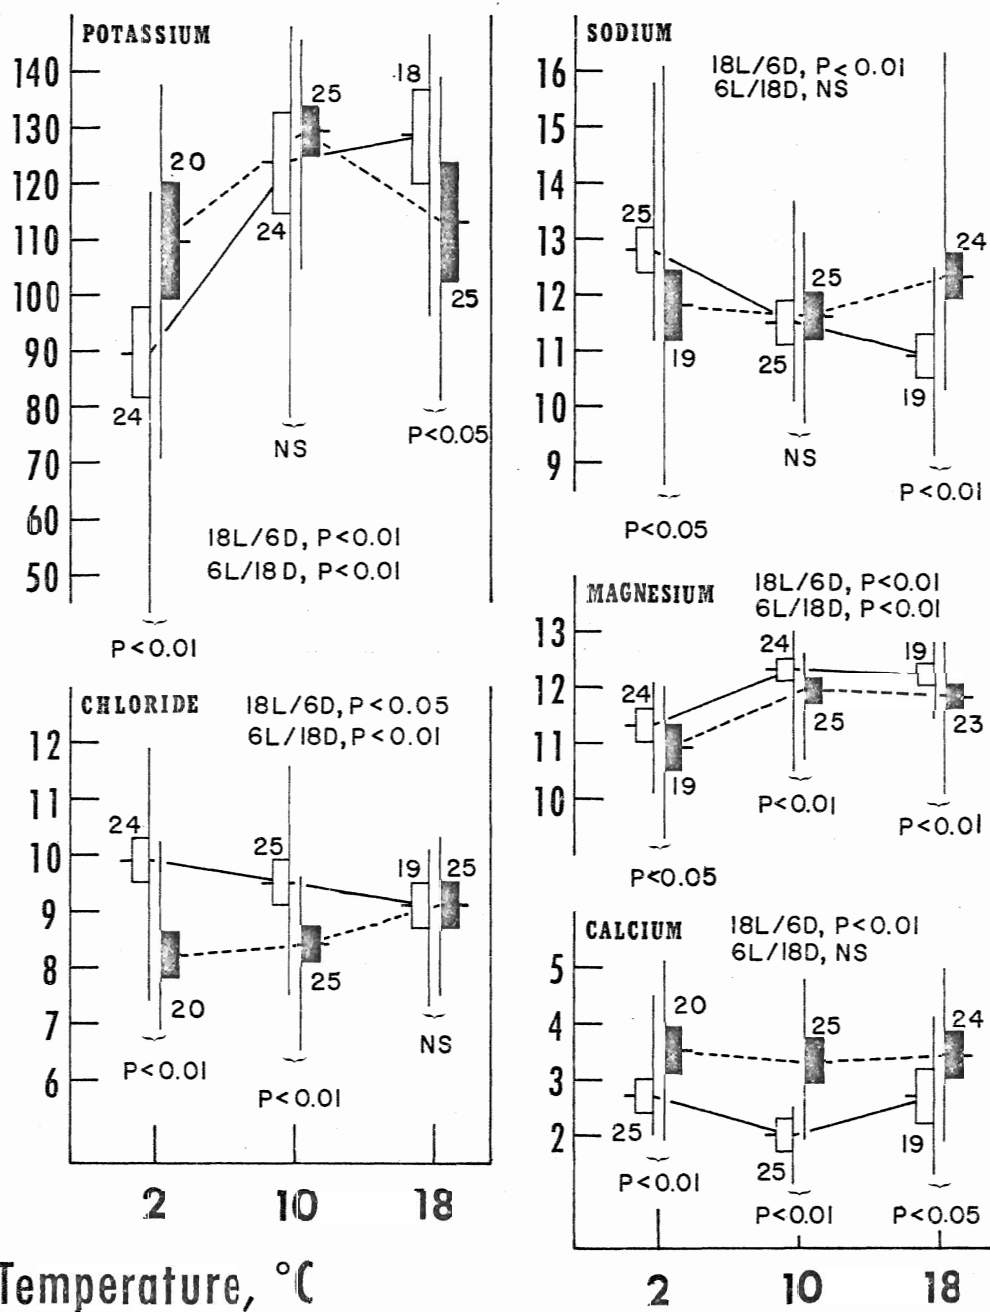 POTASSIUM
140
130
120
110
100
90
80
70
60
50
20
24
25
24
18
25
NS
P<0.05
18L/6D, P<0.01
6L/18D, P<0.01
P<0.01
CHLORIDE
18L/6D, P<0.05
6L/18D, P<0.01
12
11
10
9
8
7
6
24
20
25
25
19
25
P<0.01
P<0.01
NS
2
10
18
Temperature, °C
SODIUM
18L/6D, P<0.01
6L/18D, NS
16
15
14
13
12
11
10
9
25
19
25
25
24
19
P<0.05
NS
P<0.01
MAGNESIUM
18L/6D, P<0.01
6L/18D, P<0.01
13
12
11
10
24
19
24
25
19
23
P<0.05
P<0.01
P<0.01
CALCIUM
18L/6D, P<0.01
6L/18D, NS
5
4
3
2
20
25
25
25
24
19
P<0.01
P<0.01
P<0.05
2
10
18